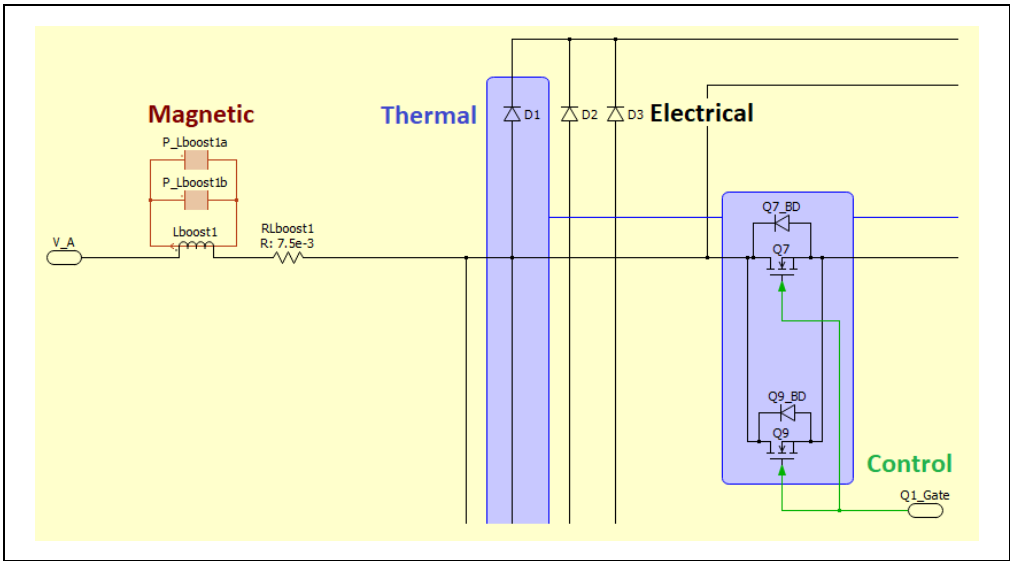 Magnetic
P_Lboost1a
P_Lboost1b
Lboost1
V_A
RLboost1
R: 7.5e-3
Thermal
D1
D2
D3
Electrical
Q7_BD
Q7
Q9_BD
Q9
Control
Q1_Gate